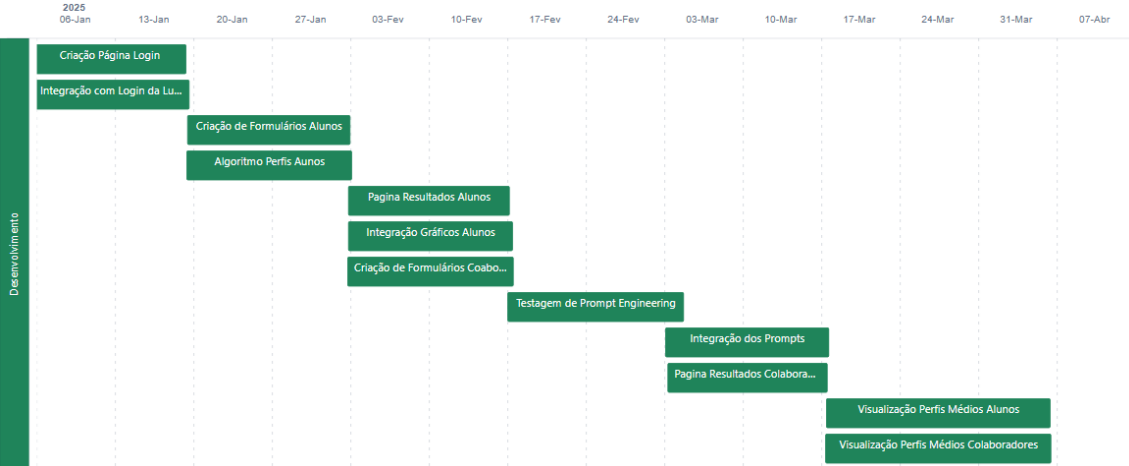 2025
06-Jan 13-Jan 20-Jan 27-Jan 03-Fev 10-Fev 17-Fev 24-Fev 03-Mar 10-Mar 17-Mar 24-Mar 31-Mar 07-Abr
Desenvolvimento
Criação Página Login
Integração com Login da Lu...
Criação de Formulários Alunos
Algoritmo Perfis Aunos
Pagina Resultados Alunos
Integração Gráficos Alunos
Criação de Formulários Coabo...
Testagem de Prompt Engineering
Integração dos Prompts
Pagina Resultados Colabora...
Visualização Perfis Médios Alunos
Visualização Perfis Médios Colaboradores